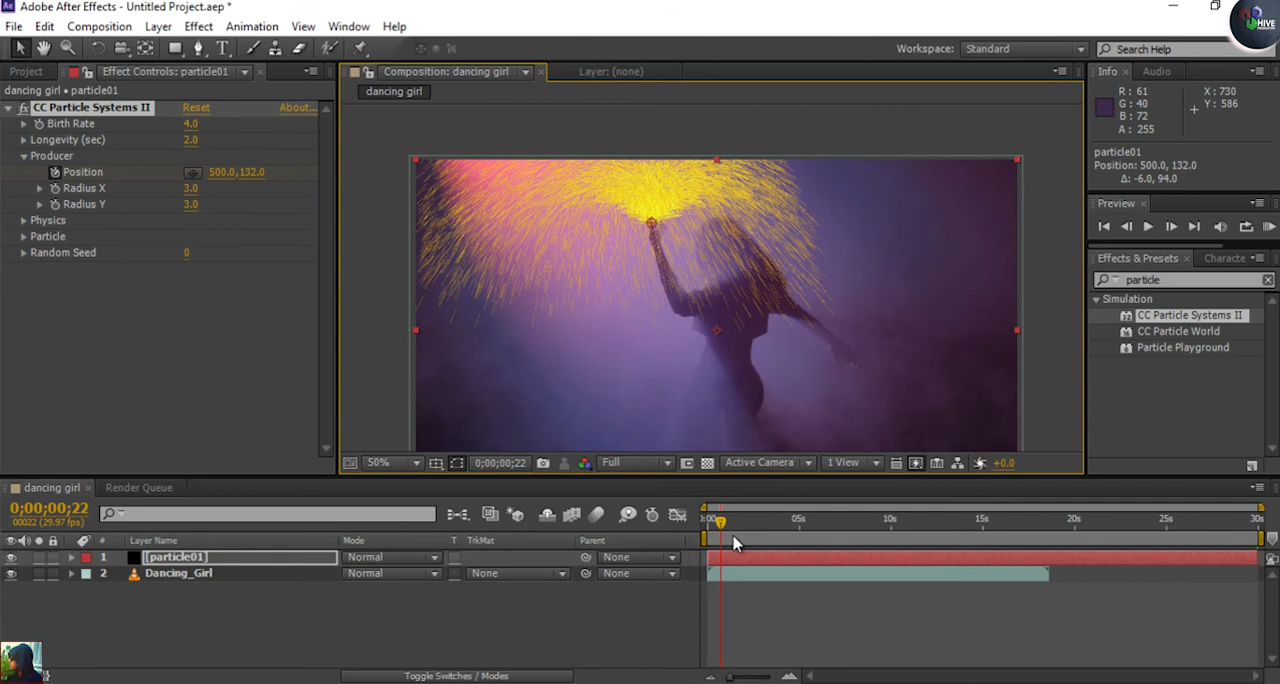 Adobe After Effects - Untitled Project.aep *
HIVE
File Edit Composition Layer Effect Animation View Window Help
Workspace: Standard Search Help
Project Effect Controls: particle01 Composition: dancing girl Layer: (none) Info Audio
dancing girl • particle01
dancing girl
fx CC Particle Systems II Reset About...
Birth Rate 4.0
Longevity (sec) 2.0
Producer
Position 500.0,132.0
Radius X 3.0
Radius Y 3.0
Physics
Particle
Random Seed 0
R : 61 X : 730
G : 40 Y : 586
B : 72
A : 255
particle01
Position: 500.0, 132.0
Δ: -6.0, 94.0
Preview
Effects & Presets Characte
particle
Simulation
CC Particle Systems II
CC Particle World
Particle Playground
50% 0;00;00;22 Full Active Camera 1 View +0.0
dancing girl Render Queue
0;00;00;22
00022 (29.97 fps)
:00s 05s 10s 15s 20s 25s 30s
# Layer Name Mode T TrkMat Parent
1 [particle01] Normal None
2 Dancing_Girl Normal None None
Toggle Switches / Modes